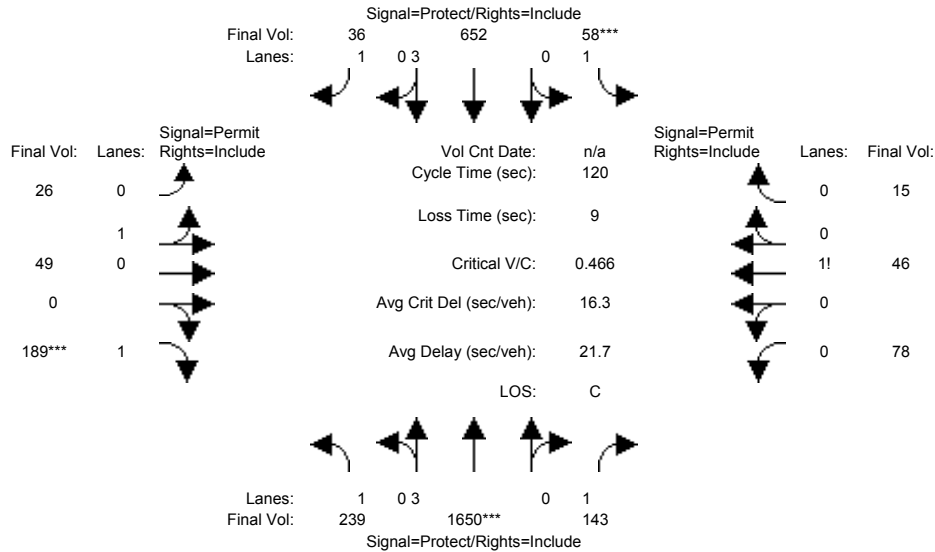 Signal=Protect/Rights=Include
Final Vol: 36 652 58***
Lanes: 1 0 3 0 1
Signal=Permit Signal=Permit
Final Vol: Lanes: Rights=Include Vol Cnt Date: n/a Rights=Include Lanes: Final Vol:
Cycle Time (sec): 120
26 0 0 15
Loss Time (sec): 9
1 0
49 0 Critical V/C: 0.466 1! 46
0 Avg Crit Del (sec/veh): 16.3 0
189*** 1 Avg Delay (sec/veh): 21.7 0 78
LOS: C
Lanes: 1 0 3 0 1
Final Vol: 239 1650*** 143
Signal=Protect/Rights=Include